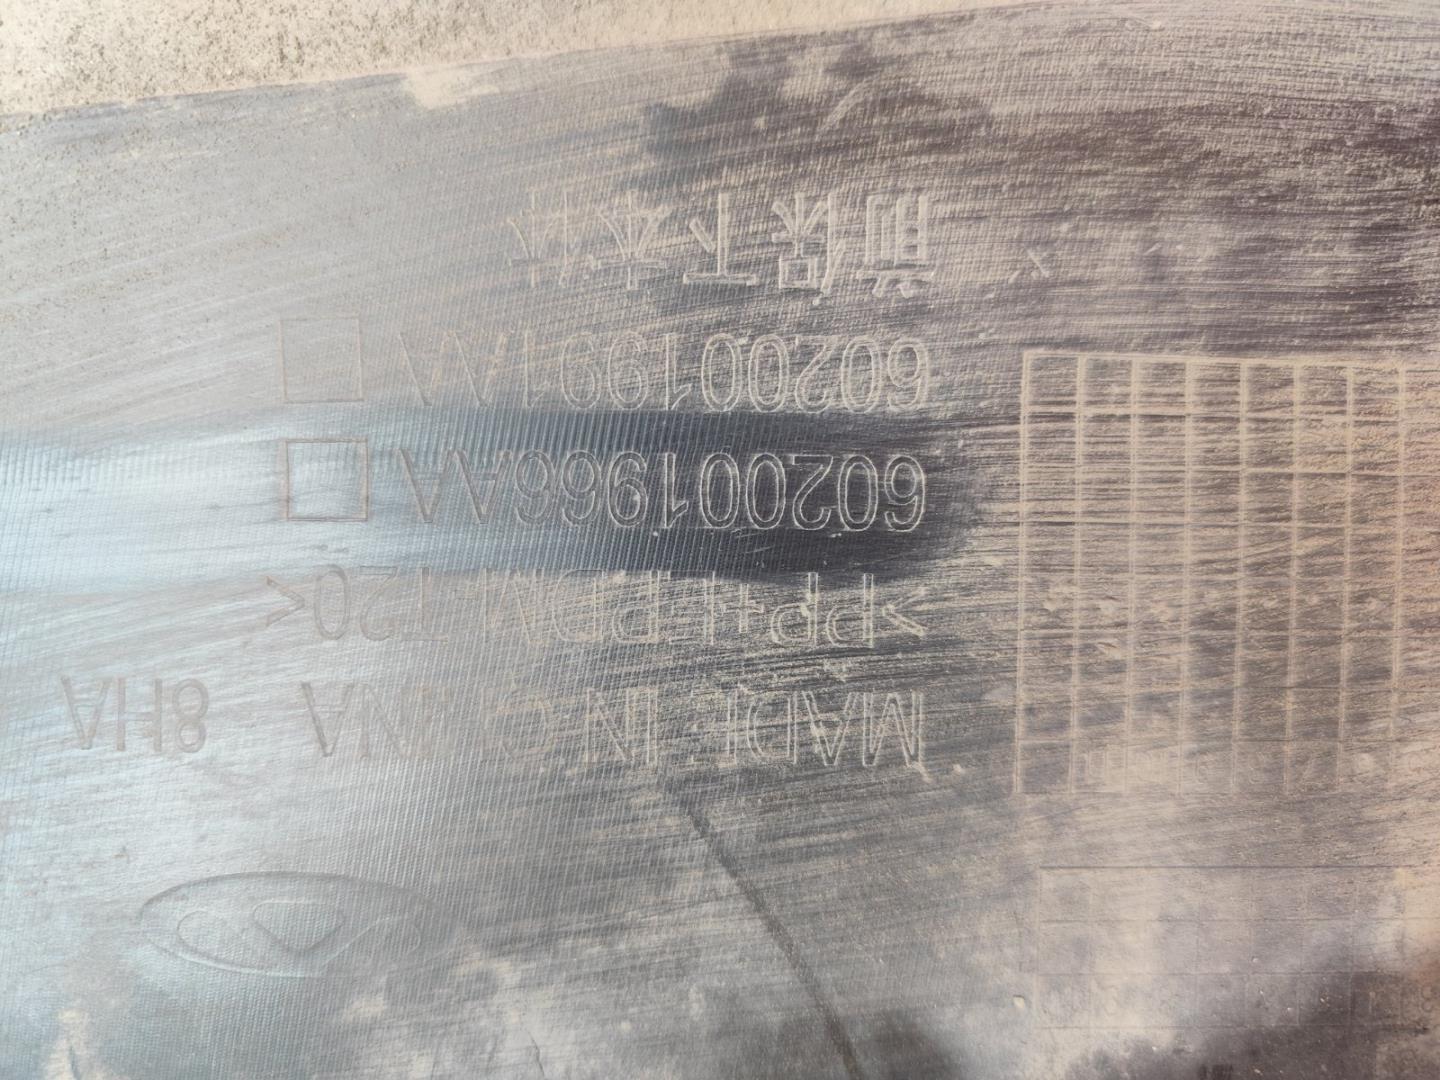 MADE IN CHINA 8HA
>PP+EPDM T20<
602001966AA
602001991AA
前保下本体